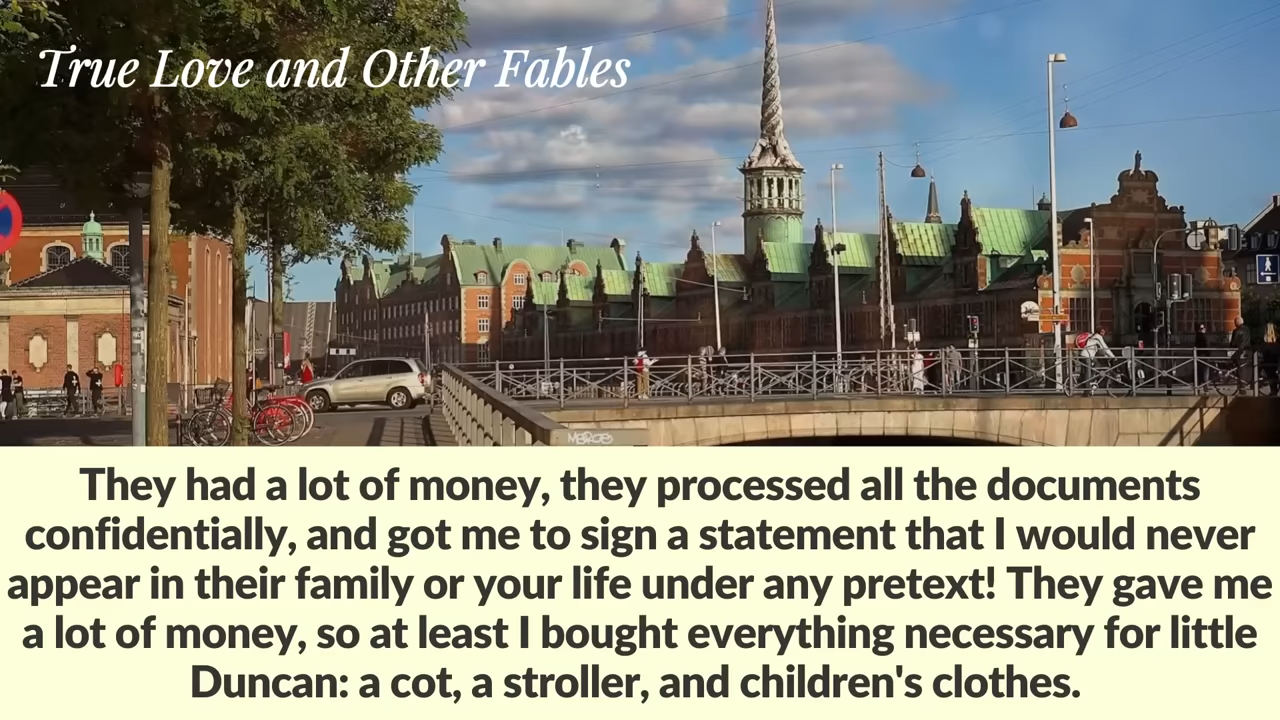 True Love and Other Fables
They had a lot of money, they processed all the documents
confidentially, and got me to sign a statement that I would never
appear in their family or your life under any pretext! They gave me
a lot of money, so at least I bought everything necessary for little
Duncan: a cot, a stroller, and children's clothes.